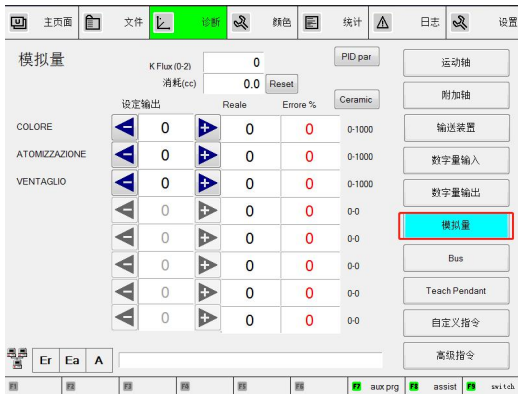 主页面 文件 诊断 颜色 统计 日志 设置
模拟量 K Flux (0-2) 0 PID par 运动轴
消耗(cc) 0.0 Reset 附加轴
设定输出 Reale Errore % Ceramic
COLORE 0 0 0 0-1000 输送装置
ATOMIZZAZIONE 0 0 0 0-1000 数字量输入
VENTAGLIO 0 0 0 0-1000 数字量输出
0 0 0 0-0 模拟量
0 0 0 0-0 Bus
0 0 0 0-0 Teach Pendant
0 0 0 0-0 自定义指令
0 0 0 0-0
Er Ea A 高级指令
F1 F2 F3 F4 F5 F6 F7 aux prg F8 assist F9 switch